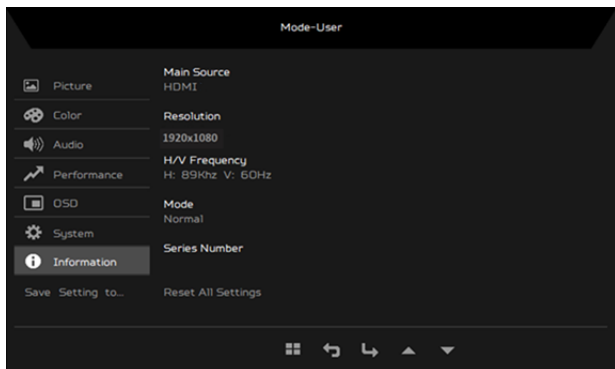 Mode-User
Picture
Color
Audio
Performance
OSD
System
Information
Save Setting to...
Main Source
HDMI
Resolution
1920x1080
H/V Frequency
H: 89Khz V: 60Hz
Mode
Normal
Series Number
Reset All Settings